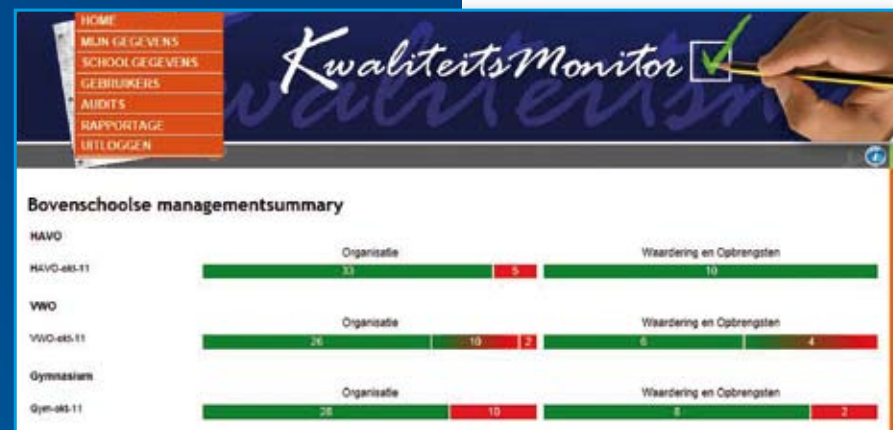 HOME
MIJN GEGEVENS
SCHOOLGEGEVENS
GEBRUIKERS
AUDITS
RAPPORTAGE
UITLOGGEN
KwaliteitsMonitor
Bovenschoolse managementsummary
HAVO
Organisatie Waardering en Opbrengsten
HAVO-okt-11 33 5 10
VWO
Organisatie Waardering en Opbrengsten
VWO-okt-11 26 10 2 6 4
Gymnasium
Organisatie Waardering en Opbrengsten
Gym-okt-11 28 10 8 2